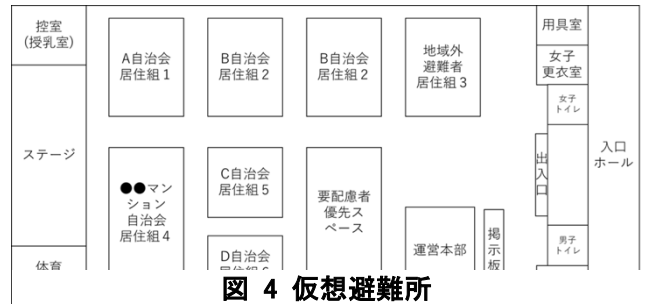 控室
(授乳室)
ステージ
体育
A自治会
居住組1
B自治会
居住組2
B自治会
居住組2
地域外
避難者
居住組3
●●マン
ション
自治会
居住組4
C自治会
居住組5
D自治会
要配慮者
優先ス
ペース
運営本部
掲示板
用具室
女子
更衣室
女子
トイレ
出入口
男子
トイレ
入口
ホール
図 4 仮想避難所